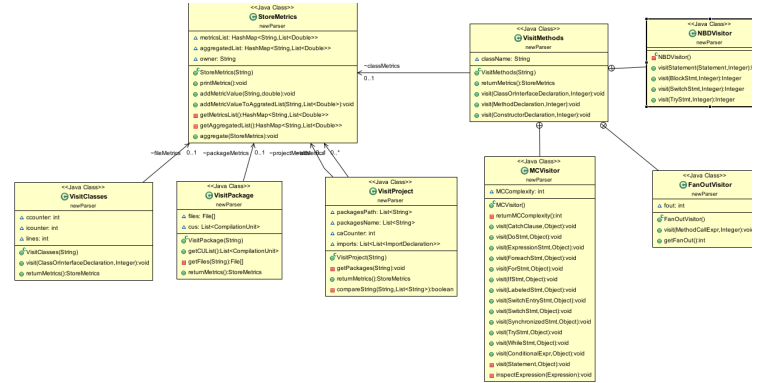 <<Java Class>>
StoreMetrics
newParser
metricsList: HashMap<String,List<Double>>
aggregatedList: HashMap<String,List<Double>>
owner: String
StoreMetrics(String)
printMetrics():void
addMetricValue(String,double):void
addMetricValueToAggratedList(String,List<Double>):void
getMetricsList():HashMap<String,List<Double>>
getAggregatedList():HashMap<String,List<Double>>
aggregate(StoreMetrics):void
~classMetrics
0..1
<<Java Class>>
VisitMethods
newParser
className: String
VisitMethods(String)
returnMetrics():StoreMetrics
visit(ClassOrInterfaceDeclaration,Integer):void
visit(MethodDeclaration,Integer):void
visit(ConstructorDeclaration,Integer):void
<<Java Class>>
NBDVisitor
newParser
NBDVisitor()
visitStatement(Statement,Integer):I
visit(BlockStmt,Integer):Integer
visit(SwitchStmt,Integer):Integer
visit(TryStmt,Integer):Integer
~fileMetrics 0..1
~packageMetrics 0..1
0..*
<<Java Class>>
VisitClasses
newParser
ccounter: int
icounter: int
lines: int
VisitClasses(String)
visit(ClassOrInterfaceDeclaration,Integer):void
returnMetrics():StoreMetrics
<<Java Class>>
VisitPackage
newParser
files: File[]
cus: List<CompilationUnit>
VisitPackage(String)
getCUList():List<CompilationUnit>
getFiles(String):File[]
returnMetrics():StoreMetrics
<<Java Class>>
VisitProject
newParser
packagesPath: List<String>
packagesName: List<String>
caCounter: int
imports: List<List<ImportDeclaration>>
VisitProject(String)
getPackages(String):void
returnMetrics():StoreMetrics
compareString(String,List<String>):boolean
<<Java Class>>
MCVisitor
newParser
MCComplexity: int
MCVisitor()
returnMCComplexity():int
visit(CatchClause,Object):void
visit(DoStmt,Object):void
visit(ExpressionStmt,Object):void
visit(ForeachStmt,Object):void
visit(ForStmt,Object):void
visit(IfStmt,Object):void
visit(LabeledStmt,Object):void
visit(SwitchEntryStmt,Object):void
visit(SwitchStmt,Object):void
visit(SynchronizedStmt,Object):void
visit(TryStmt,Object):void
visit(WhileStmt,Object):void
visit(ConditionalExpr,Object):void
visit(Statement,Object):void
inspectExpression(Expression):void
<<Java Class>>
FanOutVisitor
newParser
fout: int
FanOutVisitor()
visit(MethodCallExpr,Integer):void
getFanOut():int